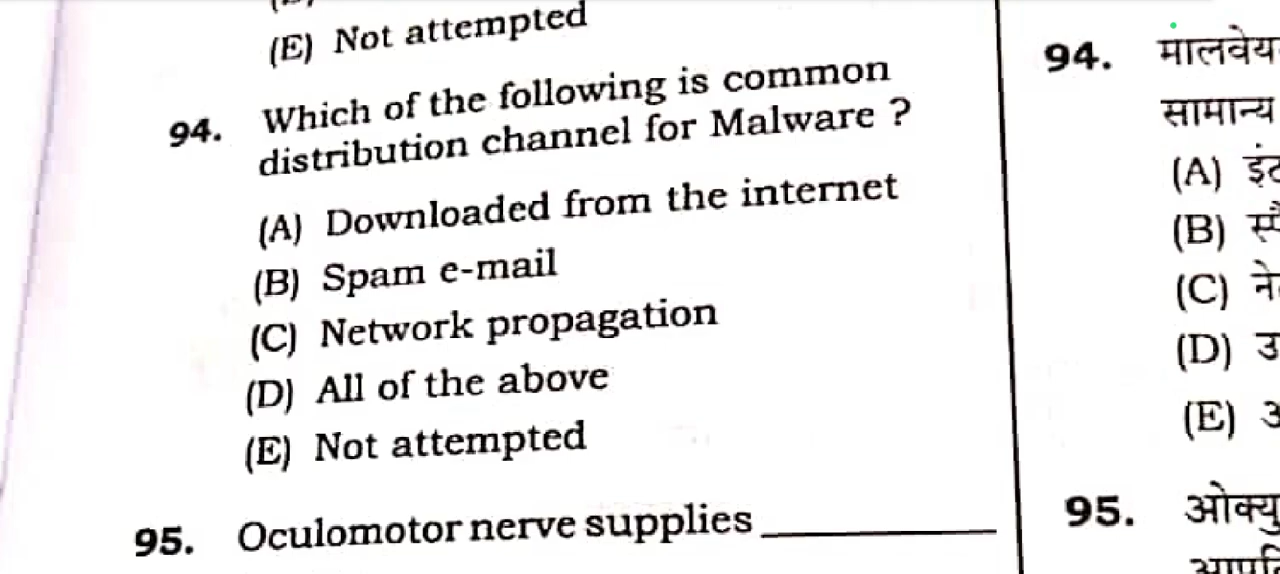 (E) Not attempted
94. Which of the following is common
distribution channel for Malware ?
(A) Downloaded from the internet
(B) Spam e-mail
(C) Network propagation
(D) All of the above
(E) Not attempted
95. Oculomotor nerve supplies ___________
94.
सामान्य
(A)
(B)
(C)
(D)
(E)
95.